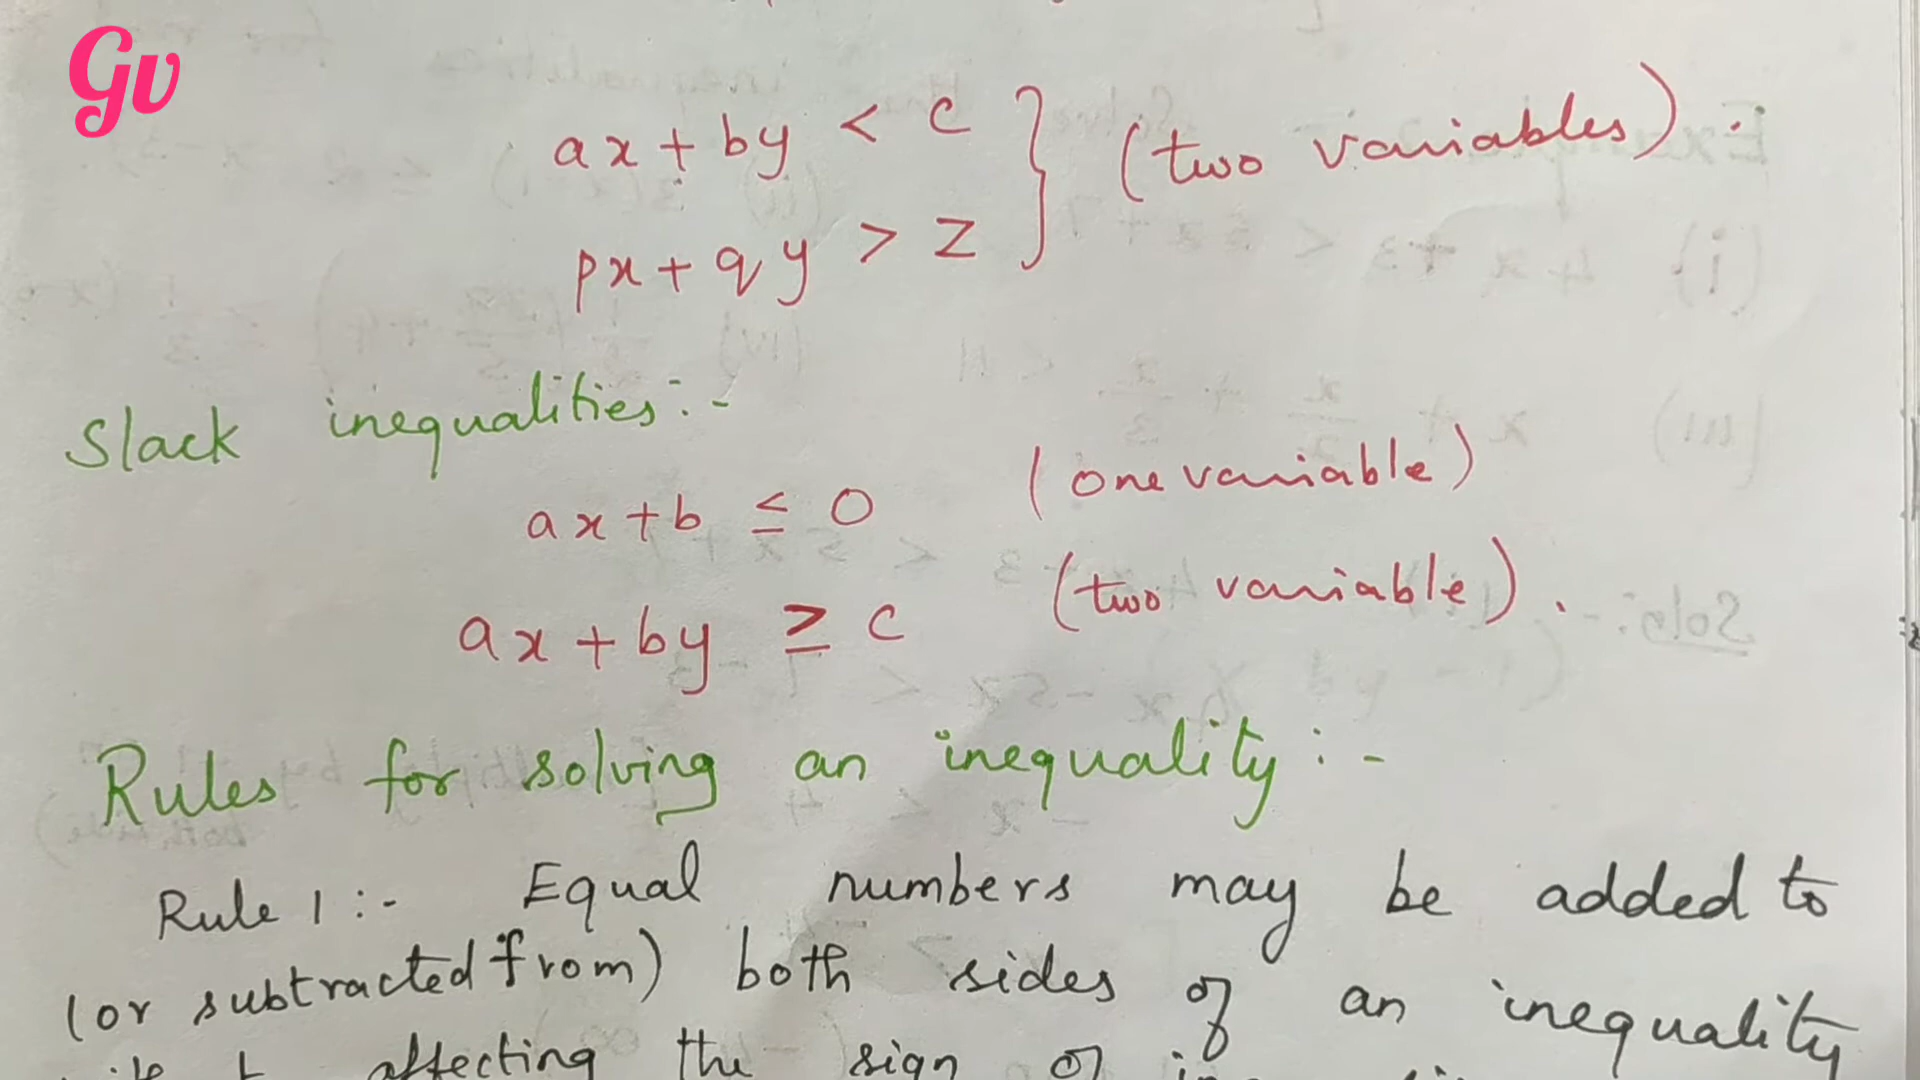 Gv
ax + by < c } (two variables).
px + qy > z
Slack inequalities:-
ax + b ≤ 0 (one variable)
ax + by ≥ c (two variable).
Rules for solving an inequality:-
Rule 1:- Equal numbers may be added to
(or subtracted from) both sides of an inequality
affecting the sign of